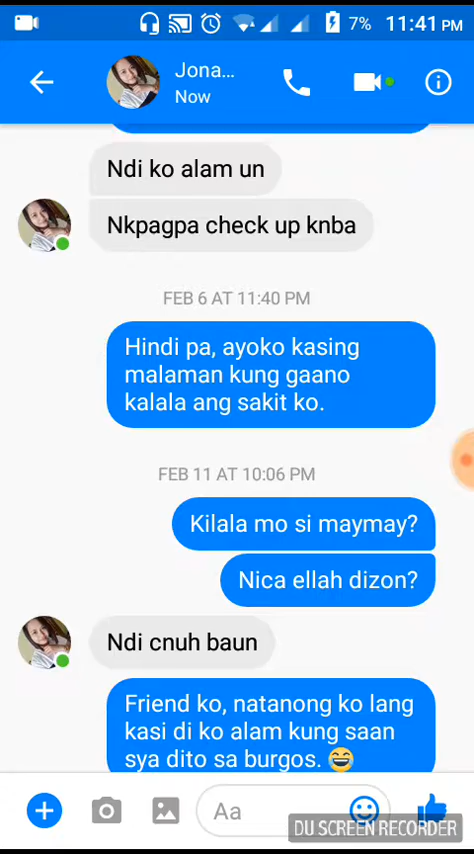 7% 11:41 PM
Jona...
Now
Ndi ko alam un
Nkpagpa check up knba
FEB 6 AT 11:40 PM
Hindi pa, ayoko kasing
malaman kung gaano
kalala ang sakit ko.
FEB 11 AT 10:06 PM
Kilala mo si maymay?
Nica ellah dizon?
Ndi cnuh baun
Friend ko, natanong ko lang
kasi di ko alam kung saan
sya dito sa burgos. 😂
Aa
DU SCREEN RECORDER